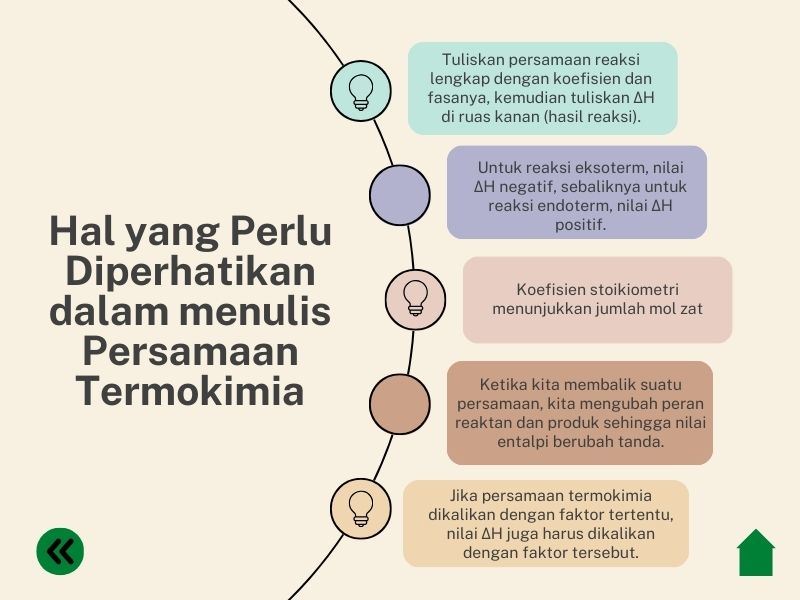 Hal yang Perlu
Diperhatikan
dalam menulis
Persamaan
Termokimia
Tuliskan persamaan reaksi
lengkap dengan koefisien dan
fasanya, kemudian tuliskan ΔH
di ruas kanan (hasil reaksi).
Untuk reaksi eksoterm, nilai
ΔH negatif, sebaliknya untuk
reaksi endoterm, nilai ΔH
positif.
Koefisien stoikiometri
menunjukkan jumlah mol zat
Ketika kita membalik suatu
persamaan, kita mengubah peran
reaktan dan produk sehingga nilai
entalpi berubah tanda.
Jika persamaan termokimia
dikalikan dengan faktor tertentu,
nilai ΔH juga harus dikalikan
dengan faktor tersebut.